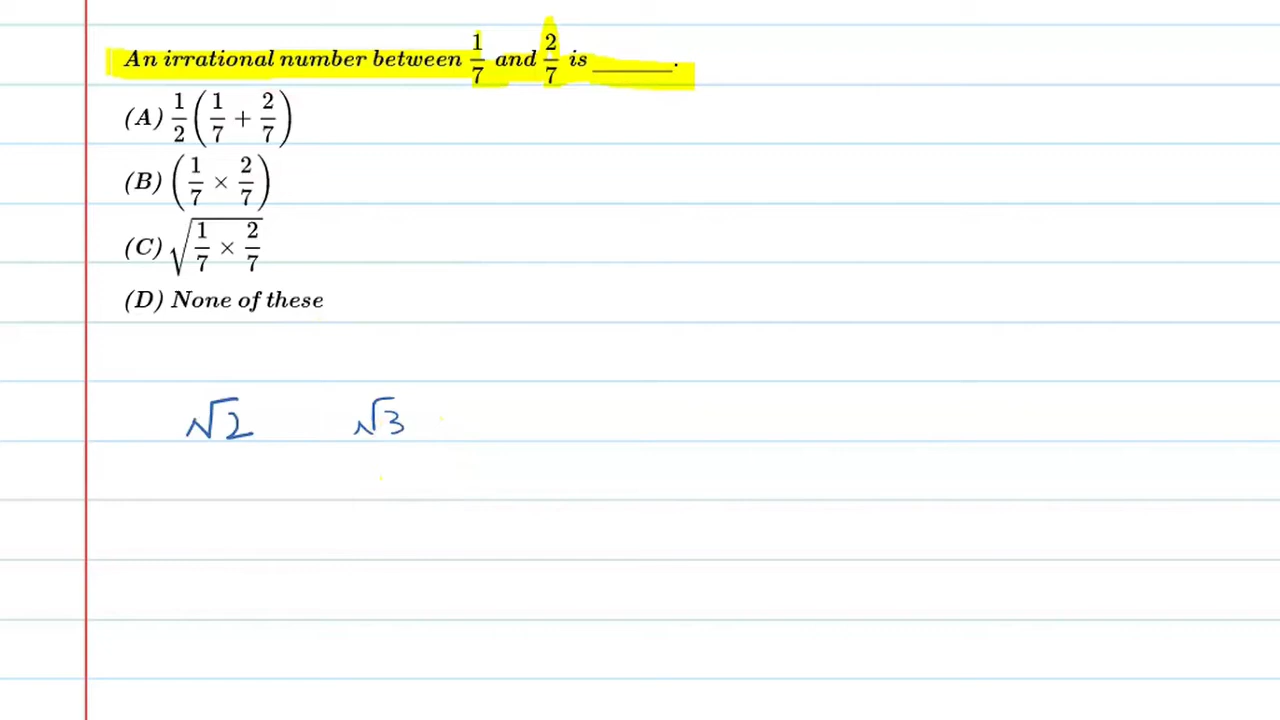 An irrational number between 1/7 and 2/7 is ______.
(A) 1/2 (1/7 + 2/7)
(B) (1/7 × 2/7)
(C) √(1/7 × 2/7)
(D) None of these
√2 √3